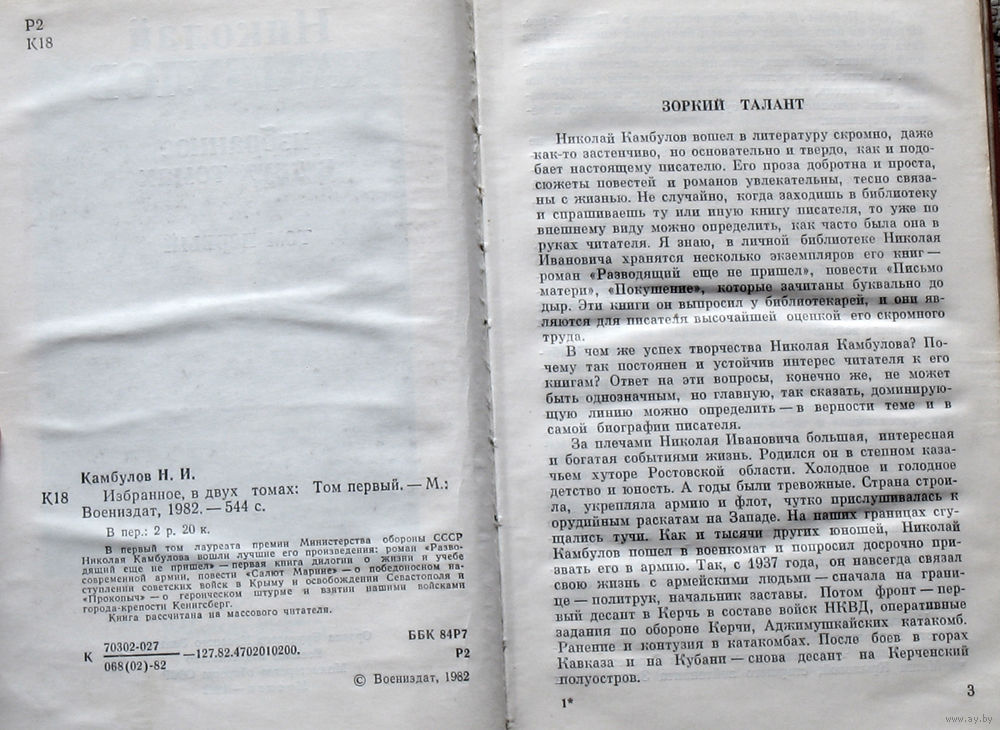 Р2
К18
Камбулов Н. И.
К18 Избранное, в двух томах: Том первый. — М.:
Воениздат, 1982. — 544 с.
В пер.: 2 р. 20 к.
В первый том лауреата премии Министерства обороны СССР
Николая Камбулова вошли лучшие его произведения: роман «Разво-
дящий еще не пришел» — первая книга дилогии о жизни и учебе
современной армии, повести «Салют Марине» — о победоносном на-
ступлении советских войск в Крыму и освобождении Севастополя и
«Прокопыч» — о героическом штурме и взятии нашими войсками
города-крепости Кенигсберг.
Книга рассчитана на массового читателя.
К 70302-027
068(02)-82 —127.82.4702010200.
ББК 84Р7
Р2
© Воениздат, 1982
ЗОРКИЙ ТАЛАНТ
Николай Камбулов вошел в литературу скромно, даже
как-то застенчиво, но основательно и твердо, как и подо-
бает настоящему писателю. Его проза добротна и проста,
сюжеты повестей и романов увлекательны, тесно связа-
ны с жизнью. Не случайно, когда заходишь в библиотеку
и спрашиваешь ту или иную книгу писателя, то уже по
внешнему виду можно определить, как часто была она в
руках читателя. Я знаю, в личной библиотеке Николая
Ивановича хранятся несколько экземпляров его книг —
роман «Разводящий еще не пришел», повести «Письмо
матери», «Покушение», которые зачитаны буквально до
дыр. Эти книги он выпросил у библиотекарей, и они яв-
ляются для писателя высочайшей оценкой его скромного
труда.
В чем же успех творчества Николая Камбулова? По-
чему так постоянен и устойчив интерес читателя к его
книгам? Ответ на эти вопросы, конечно же, не может
быть однозначным, но главную, так сказать, доминирую-
щую линию можно определить — в верности теме и в
самой биографии писателя.
За плечами Николая Ивановича большая, интересная
и богатая событиями жизнь. Родился он в степном каза-
чьем хуторе Ростовской области. Холодное и голодное
детство и юность. А годы были тревожные. Страна строи-
ла, укрепляла армию и флот, чутко прислушивалась к
орудийным раскатам на Западе. На наших границах сгу-
щались тучи. Как и тысячи других юношей, Николай
Камбулов пошел в военкомат и попросил досрочно при-
звать его в армию. Так, с 1937 года, он навсегда связал
свою жизнь с армейскими людьми — сначала на грани-
це — политрук, начальник заставы. Потом фронт — пер-
вый десант в Керчь в составе войск НКВД, оперативные
задания по обороне Керчи, Аджимушкайских катакомб.
Ранение и контузия в катакомбах. После боев в горах
Кавказа и на Кубани — снова десант на Керченский
полуостров.
1*
3
www.ay.by